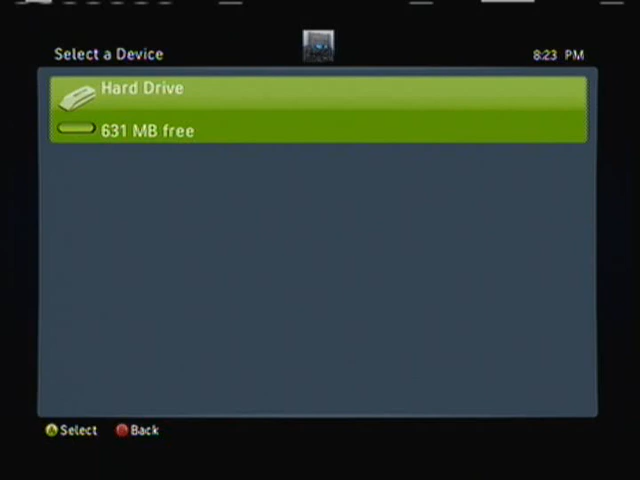 Select a Device
8:23 PM
Hard Drive
631 MB free
A Select
Back